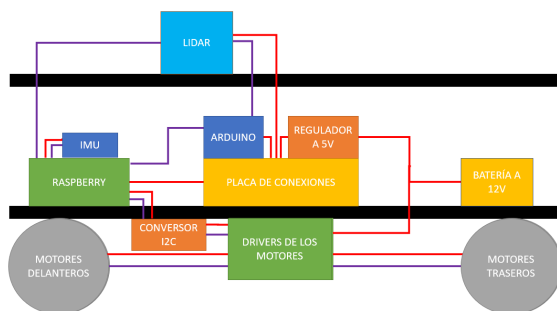 LIDAR
ARDUINO
REGULADOR
A 5V
IMU
RASPBERRY
PLACA DE CONEXIONES
BATERÍA A
12V
CONVERSOR
I2C
DRIVERS DE LOS
MOTORES
MOTORES
DELANTEROS
MOTORES
TRASEROS